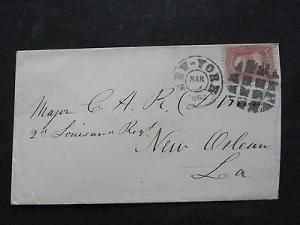 NEW-YORK
MAR
Major C. A. R.
2d Louisiana Regt
New Orleans
La